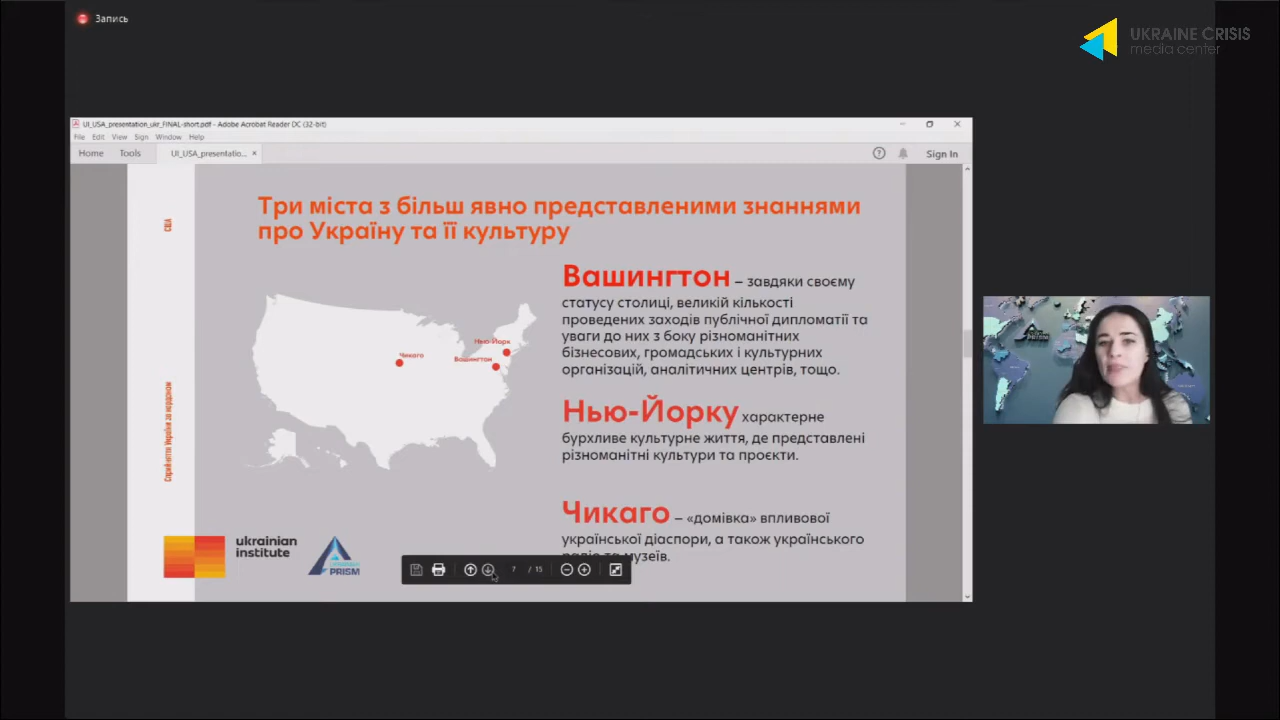 Запись
UKRAINE CRISIS
media center
UI_USA_presentation_ukr_FINAL-short.pdf - Adobe Acrobat Reader DC (32-bit)
File Edit View Sign Window Help
Home Tools UI_USA_presentatio... ×
Sign In
США
Сприйняття України за кордоном
Три міста з більш явно представленими знаннями
про Україну та її культуру
Нью-Йорк
Чикаго
Вашингтон
Вашингтон – завдяки своєму
статусу столиці, великій кількості
проведених заходів публічної дипломатії та
уваги до них з боку різноманітних
бізнесових, громадських і культурних
організацій, аналітичних центрів, тощо.
Нью-Йорку характерне
бурхливе культурне життя, де представлені
різноманітні культури та проєкти.
Чикаго – «домівка» впливової
української діаспори, а також українського
радіо та музеїв.
ukrainian
institute
PRISM
7 / 15